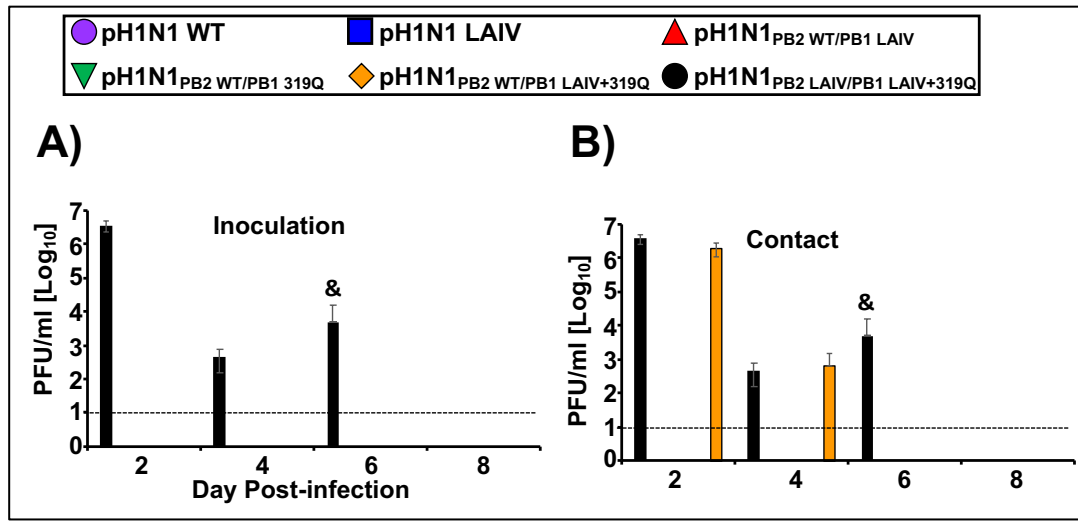 pH1N1 WT pH1N1 LAIV pH1N1PB2 WT/PB1 LAIV
pH1N1PB2 WT/PB1 319Q pH1N1PB2 WT/PB1 LAIV+319Q pH1N1PB2 LAIV/PB1 LAIV+319Q
A)
Inoculation
PFU/ml [Log10]
7
6
5
4
3
2
1
0
&
2 4 6 8
Day Post-infection
B)
Contact
PFU/ml [Log10]
7
6
5
4
3
2
1
0
&
2 4 6 8